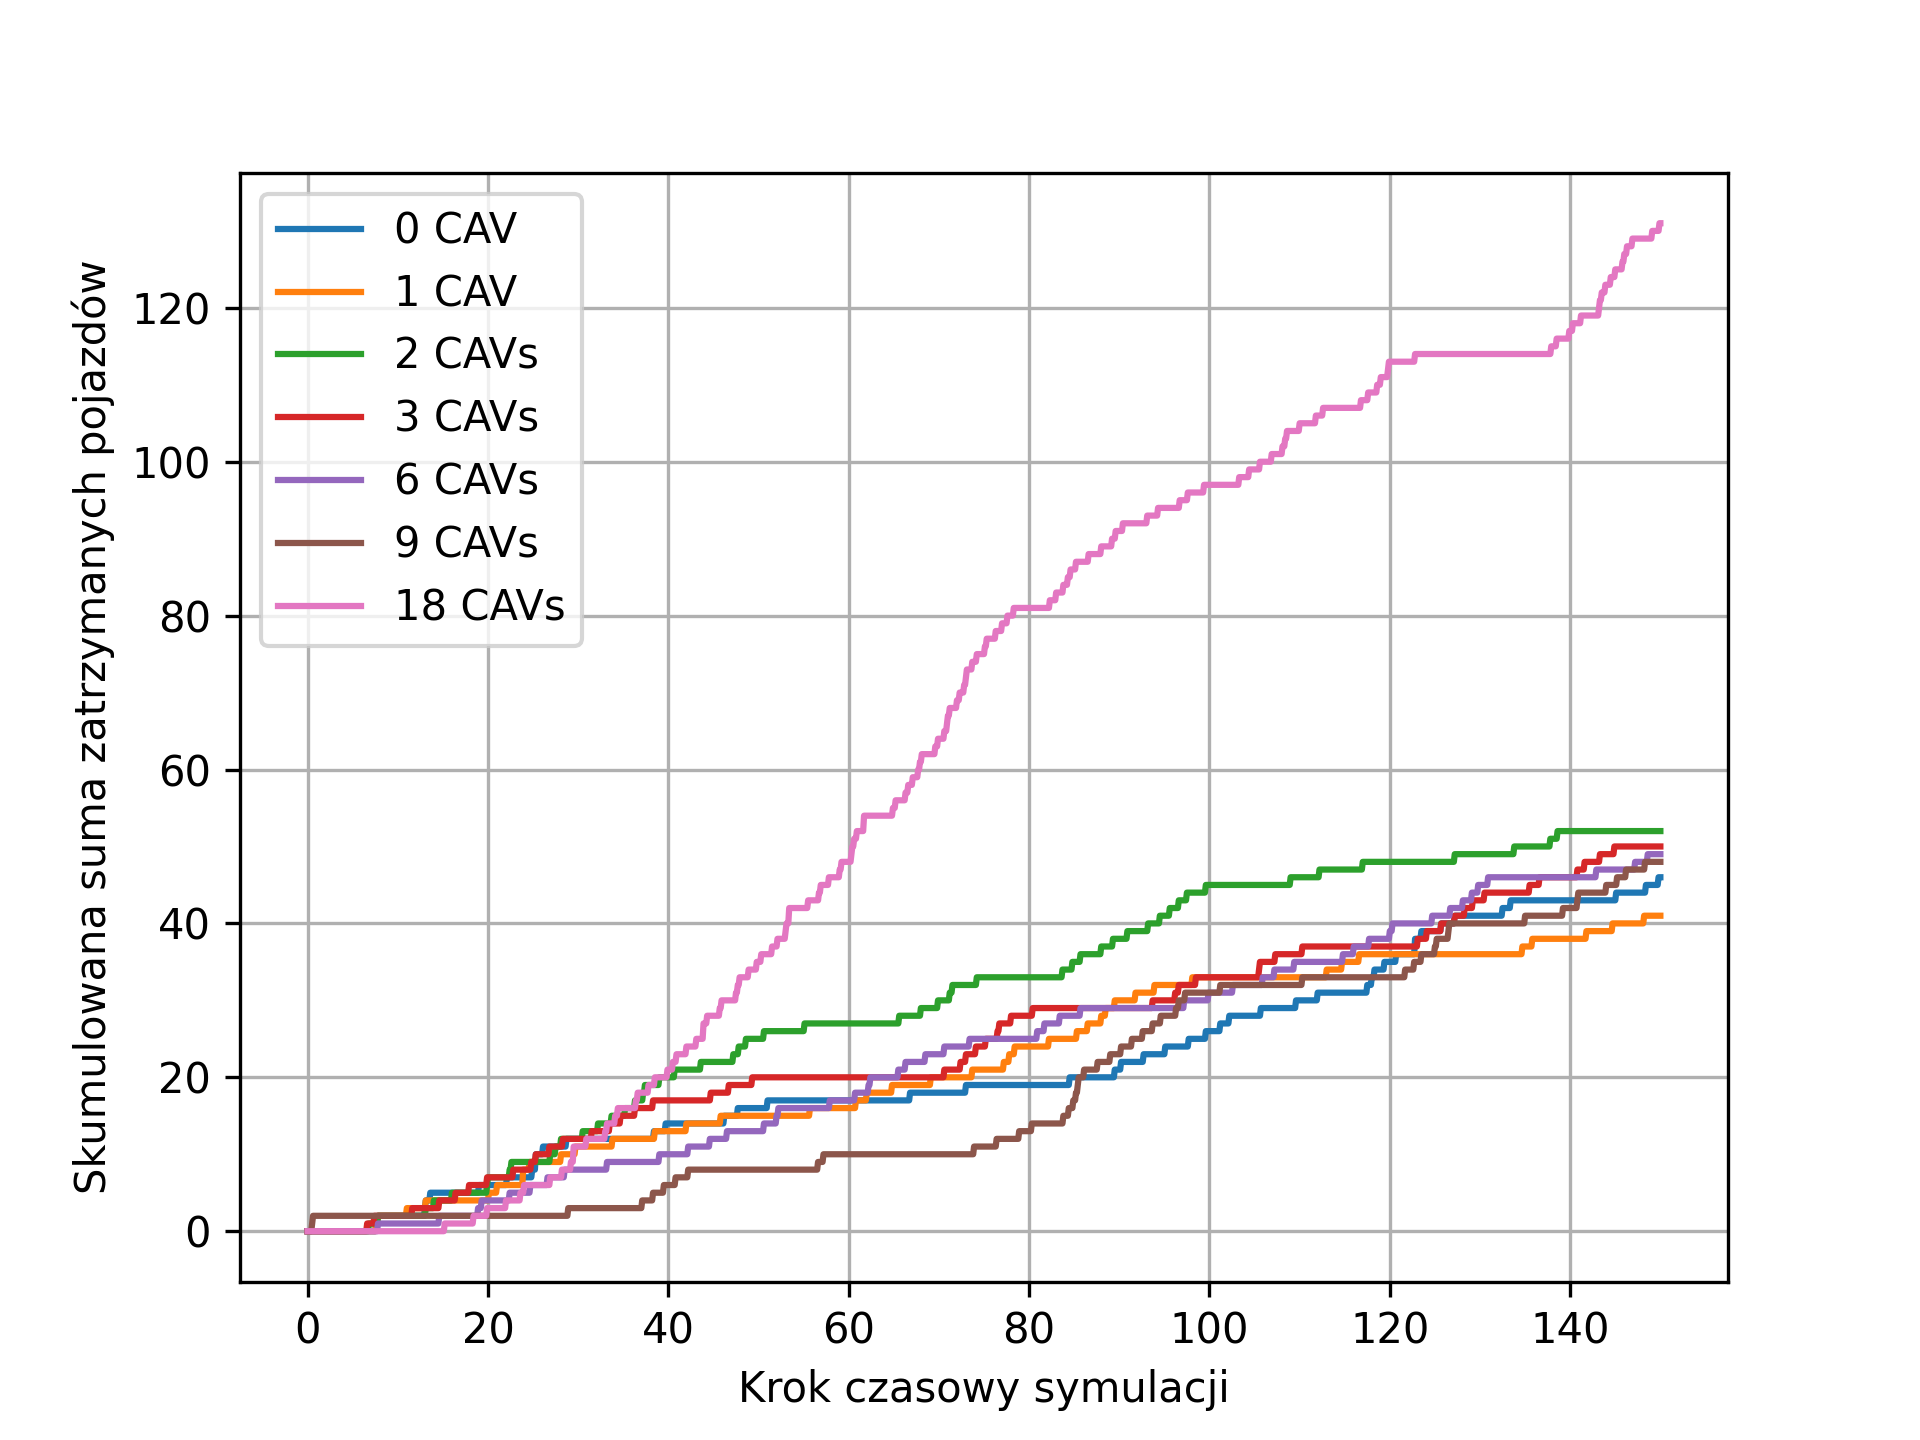 Skumulowana suma zatrzymanych pojazdów
0 CAV
1 CAV
2 CAVs
3 CAVs
6 CAVs
9 CAVs
18 CAVs
120
100
80
60
40
20
0
0 20 40 60 80 100 120 140
Krok czasowy symulacji